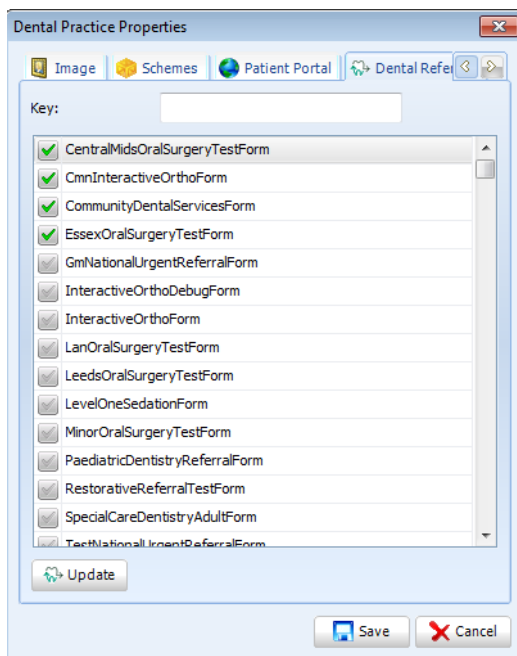 Dental Practice Properties
Image Schemes Patient Portal Dental Refe
Key:
CentralMidsOralSurgeryTestForm
CmnInteractiveOrthoForm
CommunityDentalServicesForm
EssexOralSurgeryTestForm
GmNationalUrgentReferralForm
InteractiveOrthoDebugForm
InteractiveOrthoForm
LanOralSurgeryTestForm
LeedsOralSurgeryTestForm
LevelOneSedationForm
MinorOralSurgeryTestForm
PaediatricDentistryReferralForm
RestorativeReferralTestForm
SpecialCareDentistryAdultForm
TestNationalUrgentReferralForm
Update
Save Cancel